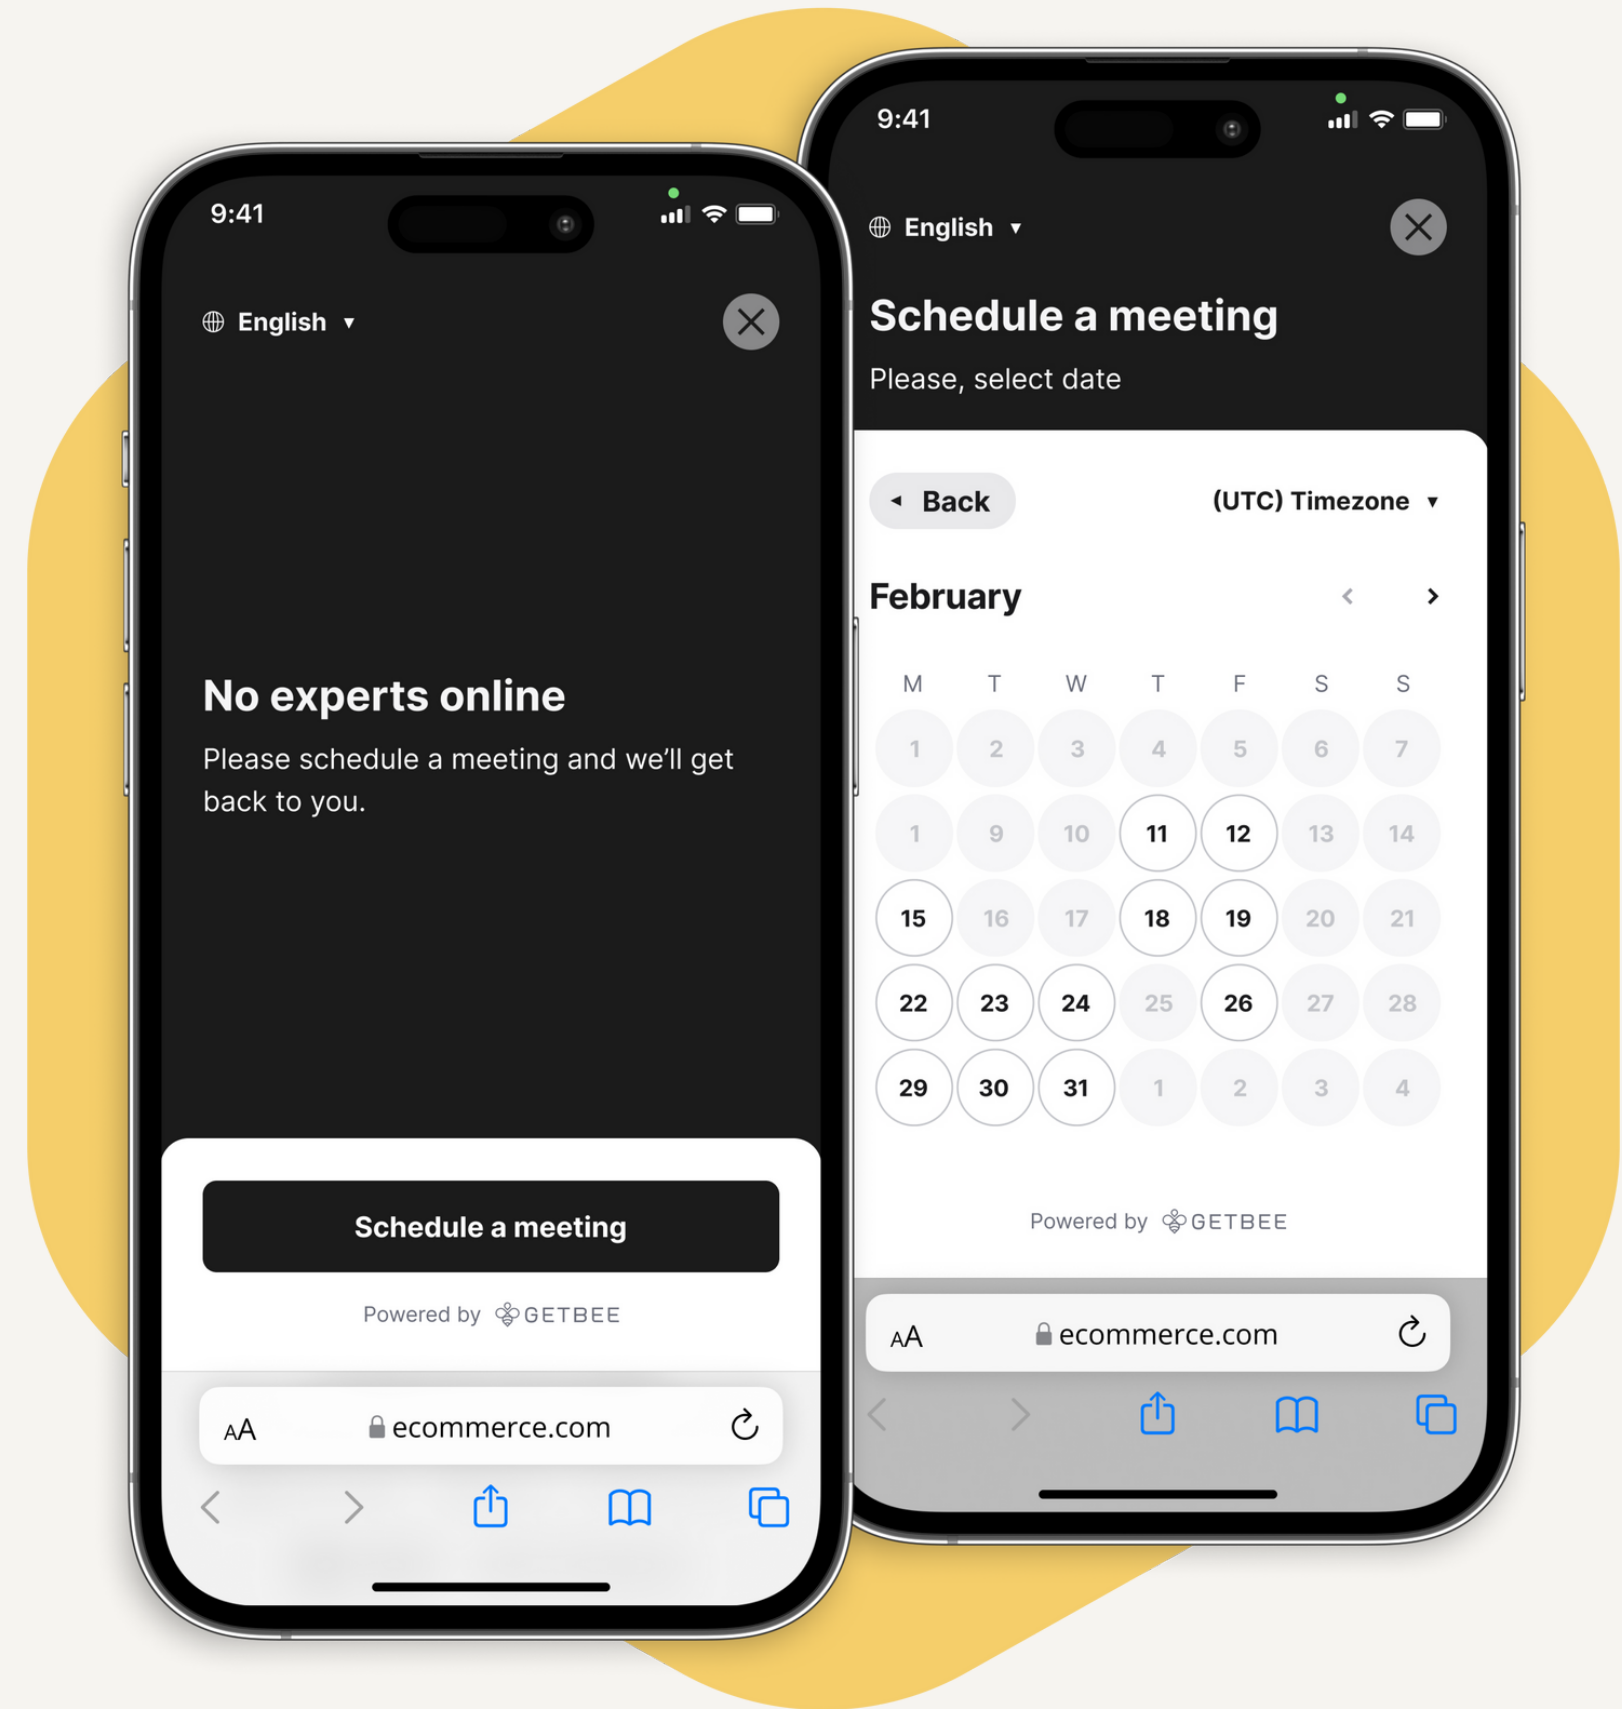 9:41
English
No experts online
Please schedule a meeting and we’ll get
back to you.
Schedule a meeting
Powered by GETBEE
AA ecommerce.com
9:41
English
Schedule a meeting
Please, select date
Back (UTC) Timezone
February
M T W T F S S
1 2 3 4 5 6 7
1 9 10 11 12 13 14
15 16 17 18 19 20 21
22 23 24 25 26 27 28
29 30 31 1 2 3 4
Powered by GETBEE
AA ecommerce.com